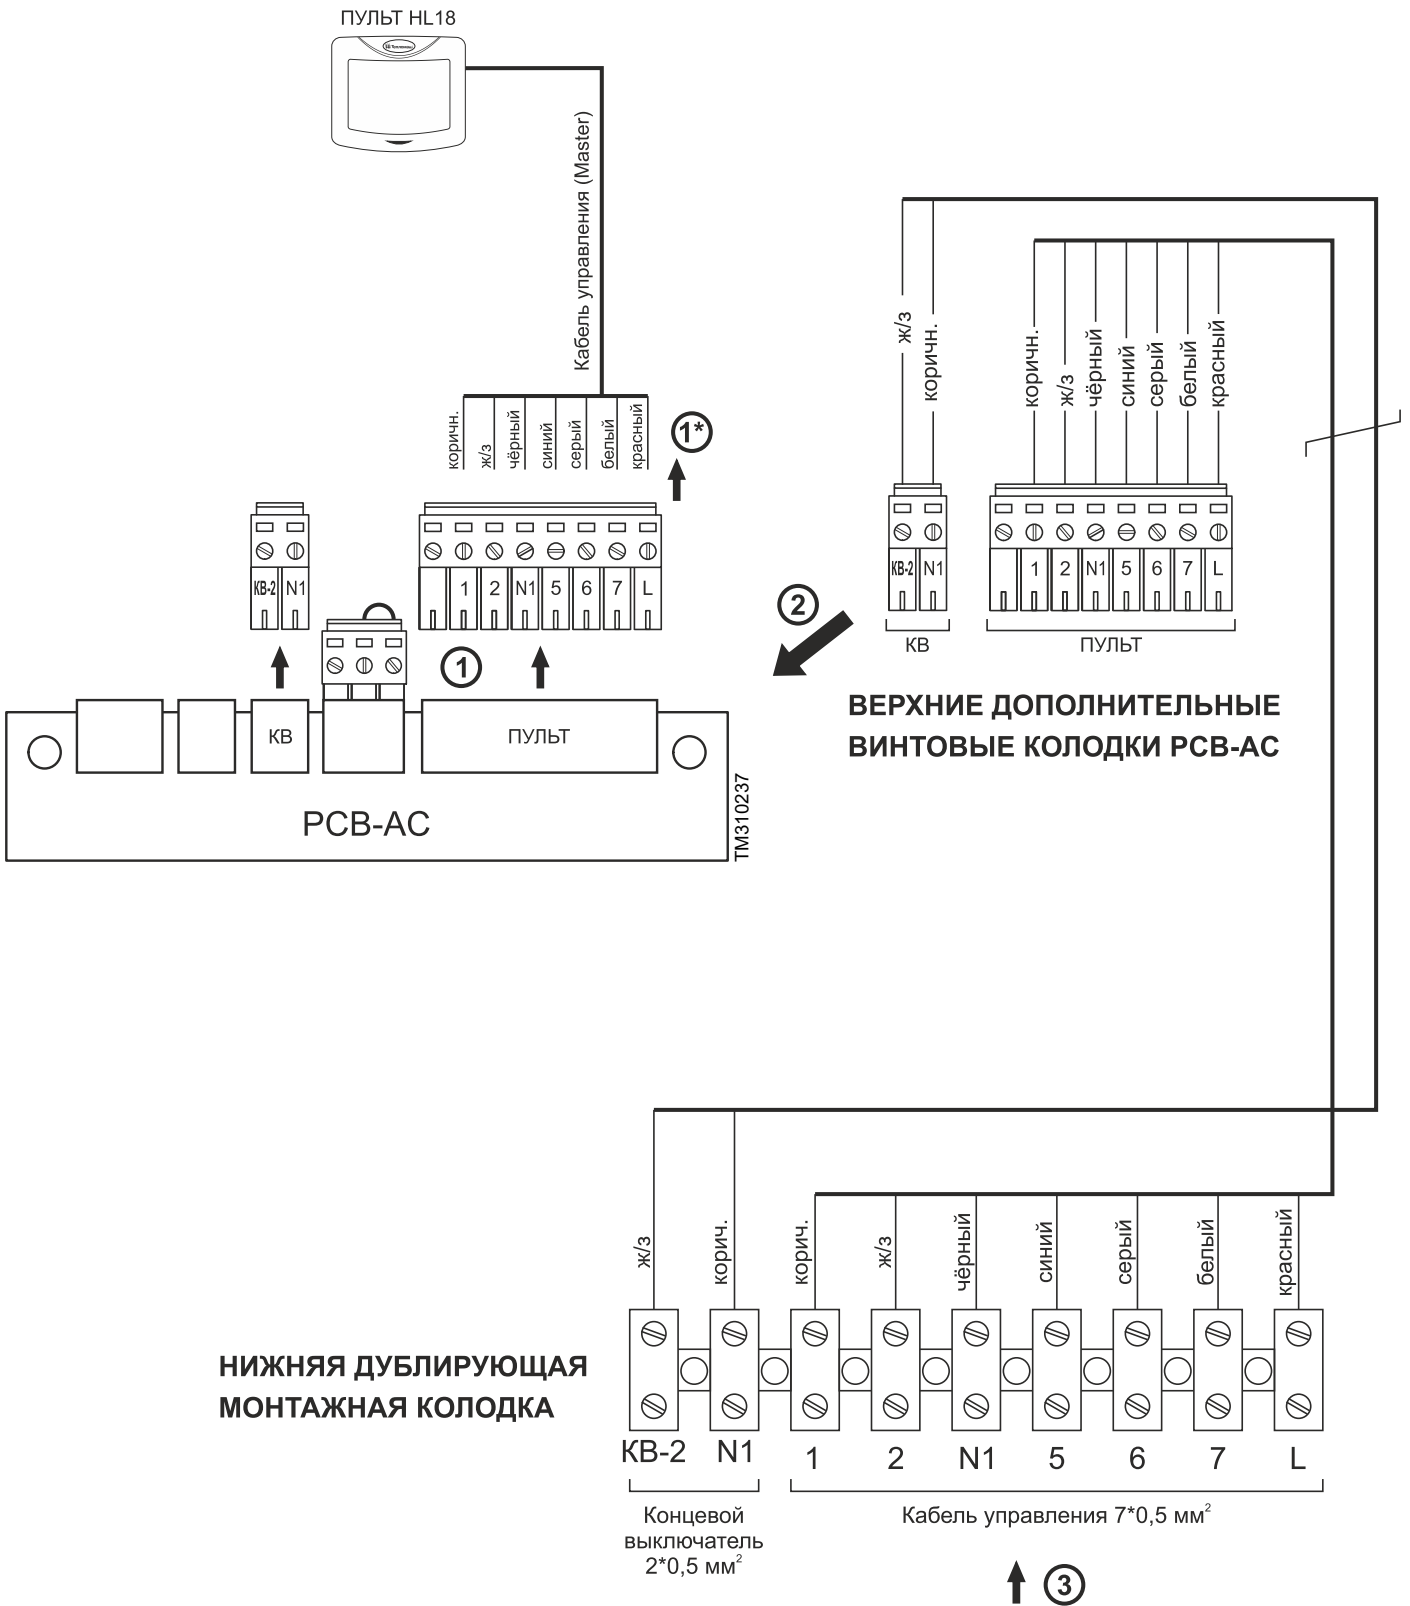 ПУЛЬТ HL18
Тепломаш
Кабель управления (Master)
коричн.
ж/з
чёрный
синий
серый
белый
красный
1*
КВ-2
N1
1
2
N1
5
6
7
L
1
КВ
ПУЛЬТ
PCB-AC
TM310237
ж/з
коричн.
коричн.
ж/з
чёрный
синий
серый
белый
красный
КВ-2
N1
1
2
N1
5
6
7
L
КВ
ПУЛЬТ
2
ВЕРХНИЕ ДОПОЛНИТЕЛЬНЫЕ
ВИНТОВЫЕ КОЛОДКИ PCB-AC
ж/з
корич.
корич.
ж/з
чёрный
синий
серый
белый
красный
НИЖНЯЯ ДУБЛИРУЮЩАЯ
МОНТАЖНАЯ КОЛОДКА
КВ-2
N1
1
2
N1
5
6
7
L
Концевой
выключатель
2*0,5 мм²
Кабель управления 7*0,5 мм²
3